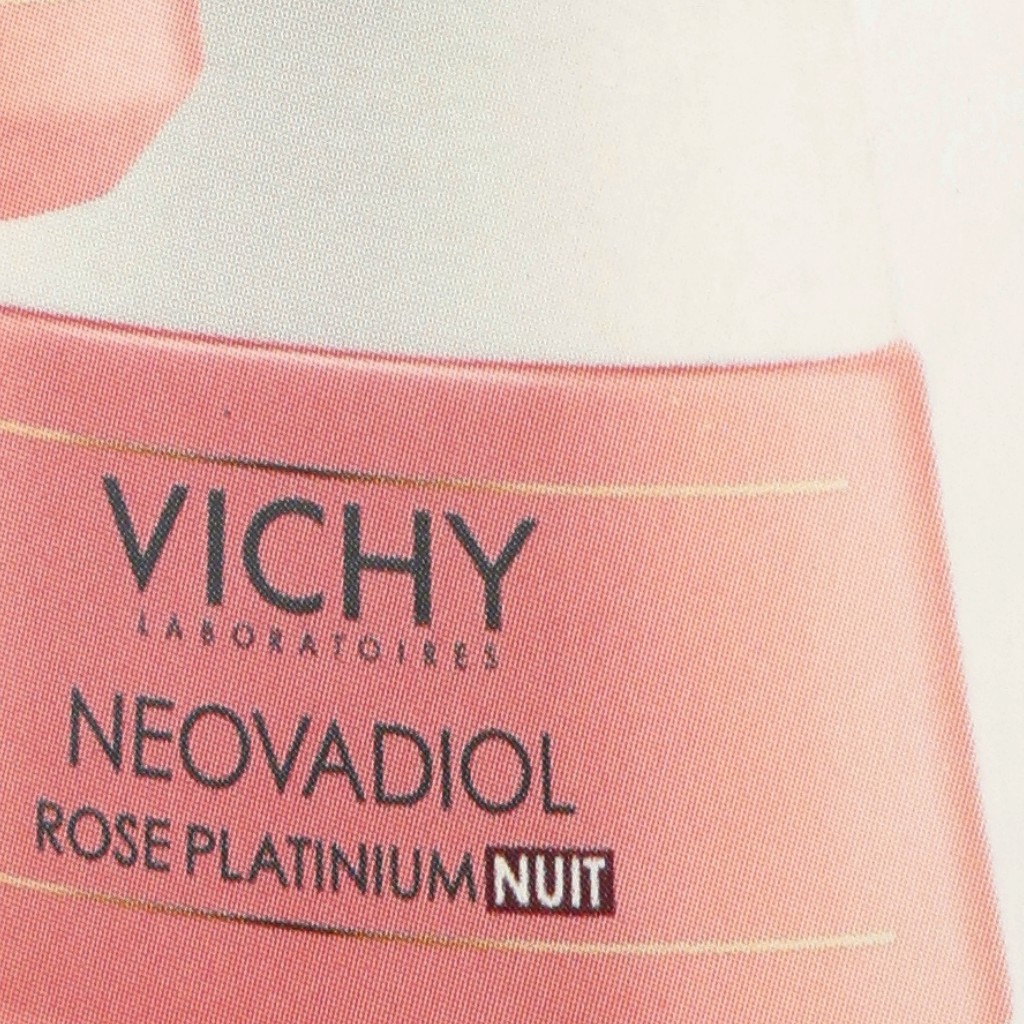 VICHY
LABORATOIRES
NEOVADIOL
ROSE PLATINIUM NUIT